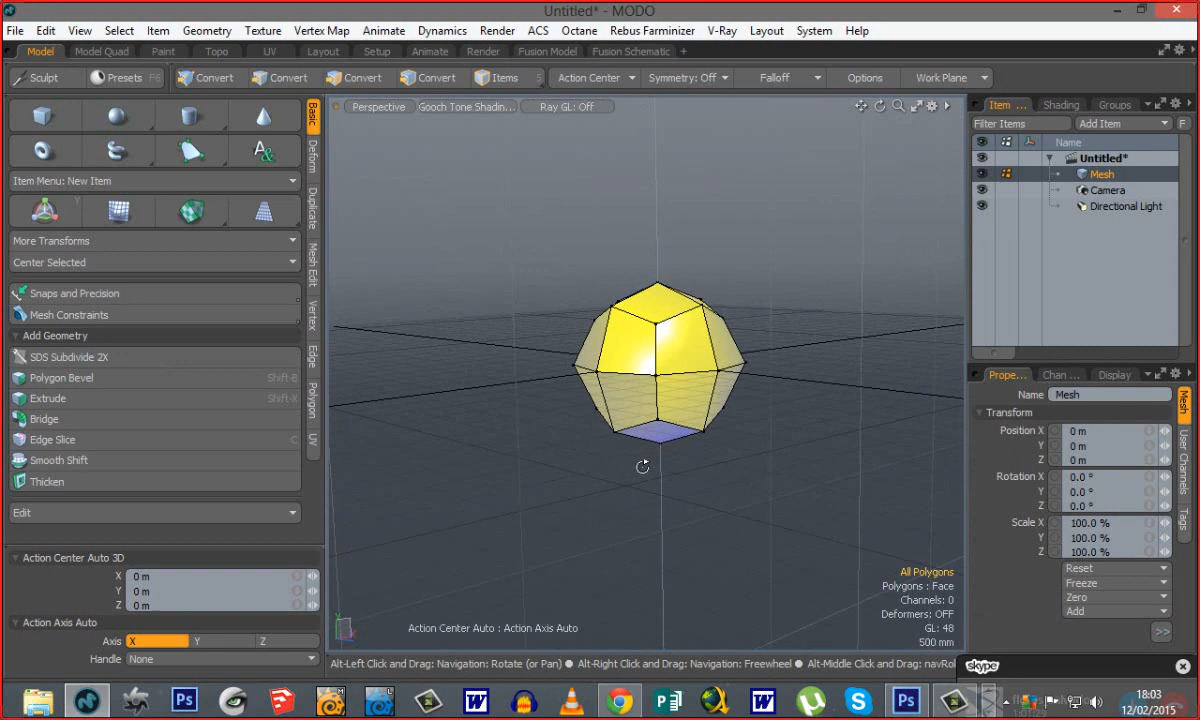 Untitled* - MODO
File Edit View Select Item Geometry Texture Vertex Map Animate Dynamics Render ACS Octane Rebus Farminizer V-Ray Layout System Help
Model Model Quad Paint Topo UV Layout Setup Animate Render Fusion Model Fusion Schematic +
Sculpt Presets F6 Convert Convert Convert Convert Items 5 Action Center Symmetry: Off Falloff Options Work Plane
Perspective Gooch Tone Shadin... Ray GL: Off
Item ... Shading Groups
Filter Items Add Item F
Name
Untitled*
Mesh
Camera
Directional Light
Basic
Deform
Duplicate
Mesh Edit
Vertex
Edge
Polygon
UV
Item Menu: New Item
More Transforms
Center Selected
Snaps and Precision
Mesh Constraints
Add Geometry
SDS Subdivide 2X
Polygon Bevel Shift-B
Extrude Shift-X
Bridge
Edge Slice C
Smooth Shift
Thicken
Edit
Action Center Auto 3D
X 0 m
Y 0 m
Z 0 m
Action Axis Auto
Axis X Y Z
Handle None
All Polygons
Polygons : Face
Channels: 0
Deformers: OFF
GL: 48
500 mm
Action Center Auto : Action Axis Auto
Alt-Left Click and Drag: Navigation: Rotate (or Pan) ● Alt-Right Click and Drag: Navigation: Freewheel ● Alt-Middle Click and Drag: navRol
Prope... Chan ... Display
Name Mesh
Transform
Position X 0 m
Y 0 m
Z 0 m
Rotation X 0.0 °
Y 0.0 °
Z 0.0 °
Scale X 100.0 %
Y 100.0 %
Z 100.0 %
Reset
Freeze
Zero
Add
>>
Mesh
User Channels
Tags
skype
18:03
12/02/2015